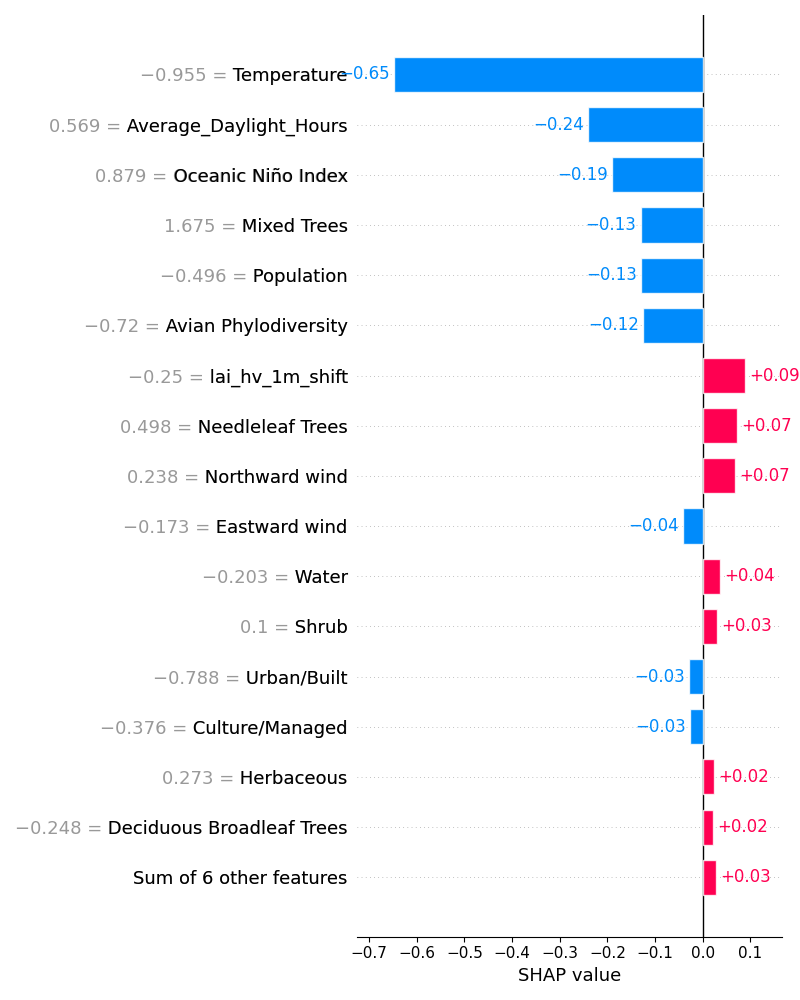 −0.955 = Temperature −0.65
0.569 = Average_Daylight_Hours −0.24
0.879 = Oceanic Niño Index −0.19
1.675 = Mixed Trees −0.13
−0.496 = Population −0.13
−0.72 = Avian Phylodiversity −0.12
−0.25 = lai_hv_1m_shift +0.09
0.498 = Needleleaf Trees +0.07
0.238 = Northward wind +0.07
−0.173 = Eastward wind −0.04
−0.203 = Water +0.04
0.1 = Shrub +0.03
−0.788 = Urban/Built −0.03
−0.376 = Culture/Managed −0.03
0.273 = Herbaceous +0.02
−0.248 = Deciduous Broadleaf Trees +0.02
Sum of 6 other features +0.03
−0.7 −0.6 −0.5 −0.4 −0.3 −0.2 −0.1 0.0 0.1
SHAP value